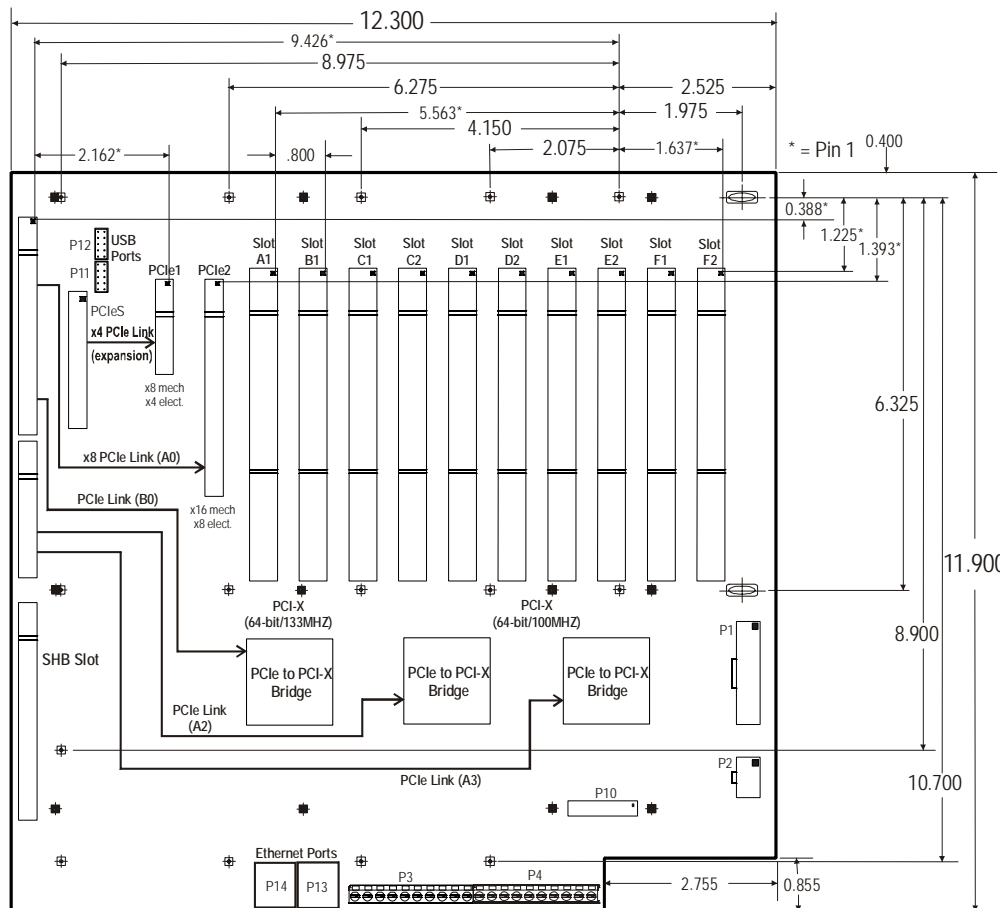 12.300
9.426*
8.975
6.275
2.525
5.563*
1.975
4.150
2.162*
.800
2.075
1.637*
* = Pin 1
0.400
0.388*
1.225*
1.393*
P12
USB
Ports
P11
PCIeS
PCIe1
PCIe2
Slot
A1
Slot
B1
Slot
C1
Slot
C2
Slot
D1
Slot
D2
Slot
E1
Slot
E2
Slot
F1
Slot
F2
x4 PCIe Link
(expansion)
x8 mech
x4 elect.
6.325
x8 PCIe Link (A0)
PCIe Link (B0)
x16 mech
x8 elect.
11.900
PCI-X
(64-bit/133MHZ)
PCI-X
(64-bit/100MHZ)
P1
8.900
SHB Slot
PCIe to PCI-X
Bridge
PCIe to PCI-X
Bridge
PCIe to PCI-X
Bridge
PCIe Link
(A2)
P2
PCIe Link (A3)
10.700
P10
Ethernet Ports
P14
P13
P3
P4
2.755
0.855